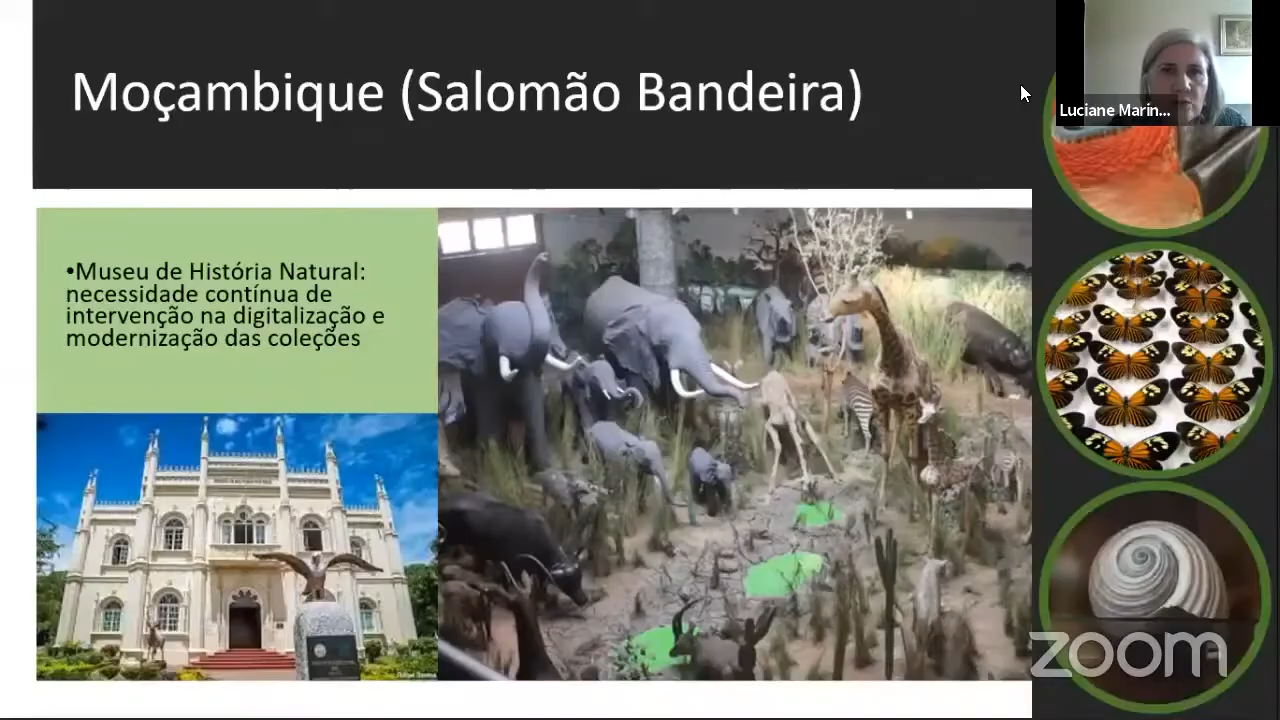 Moçambique (Salomão Bandeira)
Luciane Marin...
•Museu de História Natural:
necessidade contínua de
intervenção na digitalização e
modernização das coleções
zoom